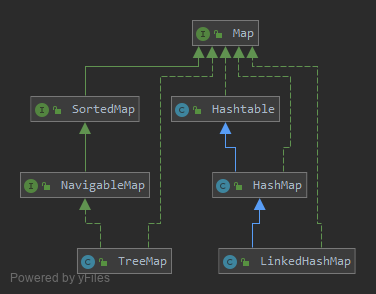 I Map
I SortedMap
C Hashtable
I NavigableMap
C HashMap
C TreeMap
C LinkedHashMap
Powered by yFiles